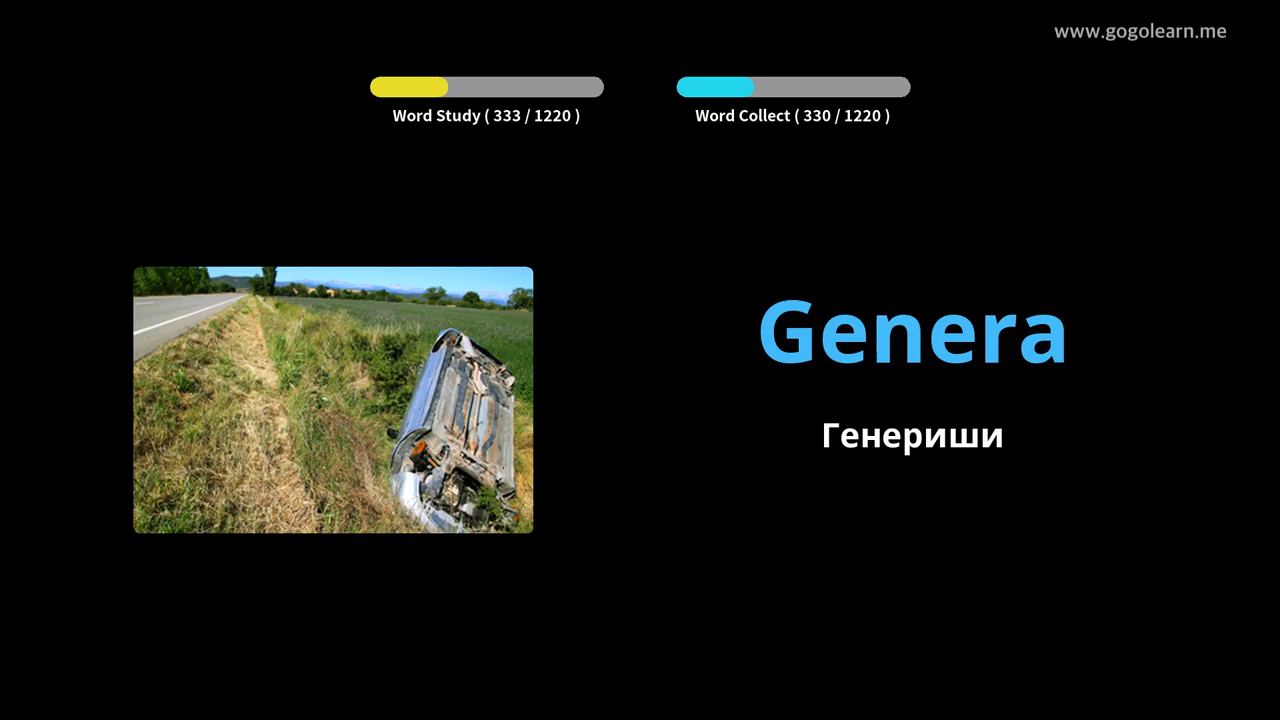 www.gogolearn.me
Word Study ( 333 / 1220 )
Word Collect ( 330 / 1220 )
Genera
Генериши